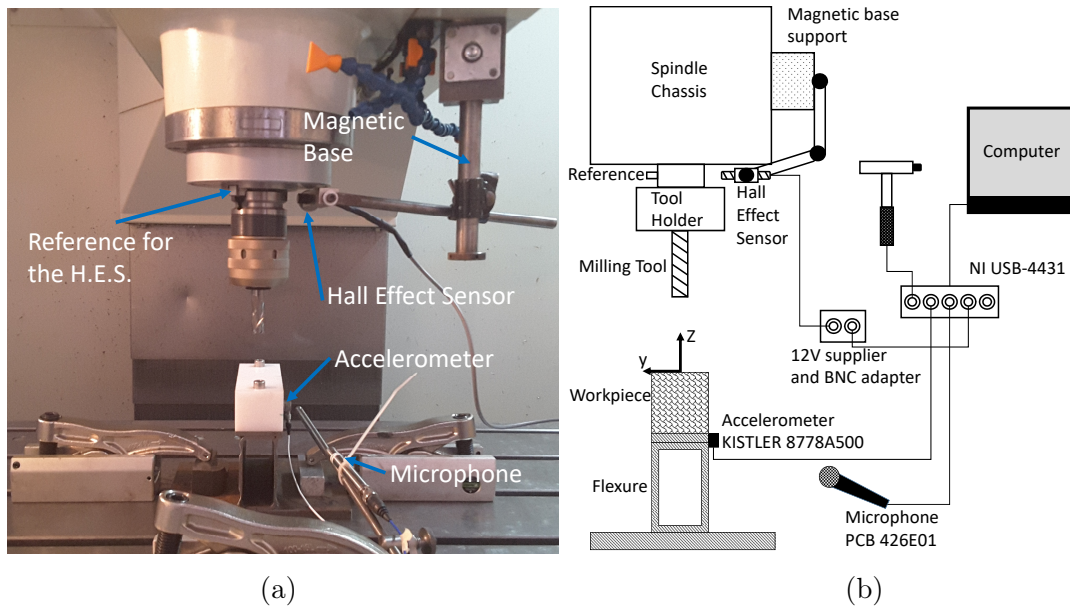 Magnetic
Base
Reference for
the H.E.S.
Hall Effect Sensor
Accelerometer
Microphone
(a)
Magnetic base
support
Spindle
Chassis
Reference
Tool
Holder
Hall
Effect
Sensor
Milling Tool
Computer
NI USB-4431
12V supplier
and BNC adapter
Z
y
Workpiece
Accelerometer
KISTLER 8778A500
Flexure
Microphone
PCB 426E01
(b)